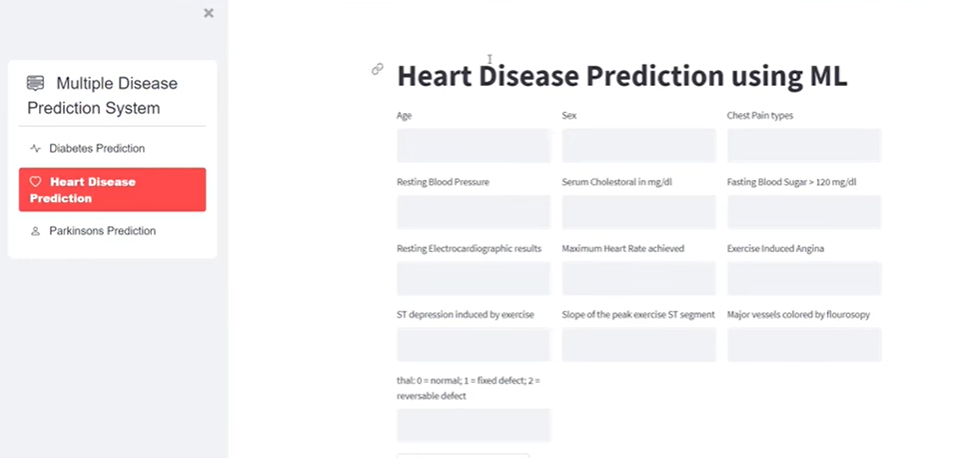 ×
Multiple Disease
Prediction System
Diabetes Prediction
Heart Disease
Prediction
Parkinsons Prediction
Heart Disease Prediction using ML
Age Sex Chest Pain types
Resting Blood Pressure Serum Cholestoral in mg/dl Fasting Blood Sugar > 120 mg/dl
Resting Electrocardiographic results Maximum Heart Rate achieved Exercise Induced Angina
ST depression induced by exercise Slope of the peak exercise ST segment Major vessels colored by flourosopy
thal: 0 = normal; 1 = fixed defect; 2 =
reversable defect